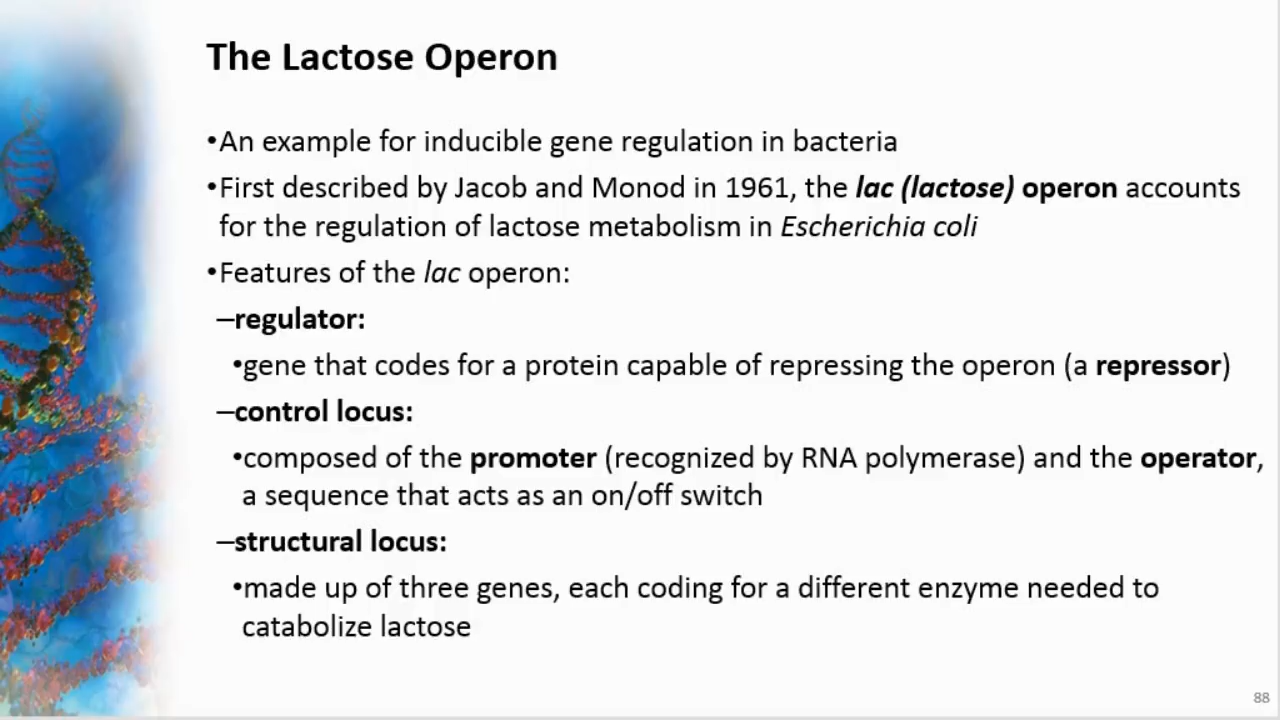 The Lactose Operon
•An example for inducible gene regulation in bacteria
•First described by Jacob and Monod in 1961, the lac (lactose) operon accounts
for the regulation of lactose metabolism in Escherichia coli
•Features of the lac operon:
–regulator:
•gene that codes for a protein capable of repressing the operon (a repressor)
–control locus:
•composed of the promoter (recognized by RNA polymerase) and the operator,
a sequence that acts as an on/off switch
–structural locus:
•made up of three genes, each coding for a different enzyme needed to
catabolize lactose
88